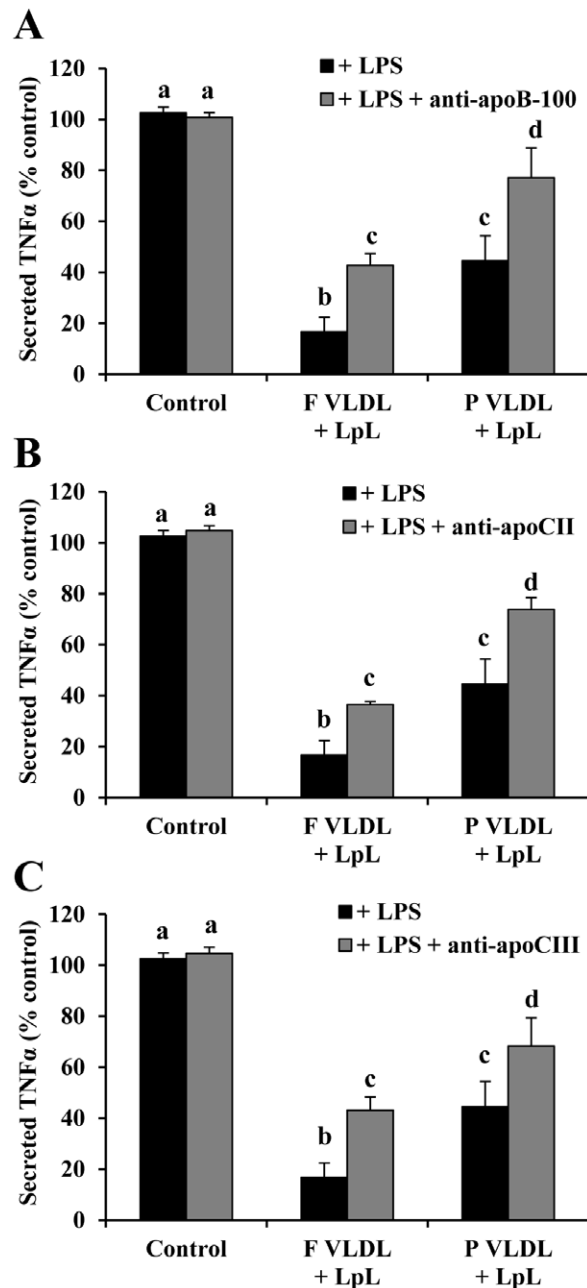 A
+ LPS
+ LPS + anti-apoB-100
Secreted TNFα (% control)
120
100
80
60
40
20
0
a a
b
c
c
d
Control
F VLDL
+ LpL
P VLDL
+ LpL
B
+ LPS
+ LPS + anti-apoCII
Secreted TNFα (% control)
120
100
80
60
40
20
0
a a
b
c
c
d
Control
F VLDL
+ LpL
P VLDL
+ LpL
C
+ LPS
+ LPS + anti-apoCIII
Secreted TNFα (% control)
120
100
80
60
40
20
0
a a
b
c
c
d
Control
F VLDL
+ LpL
P VLDL
+ LpL